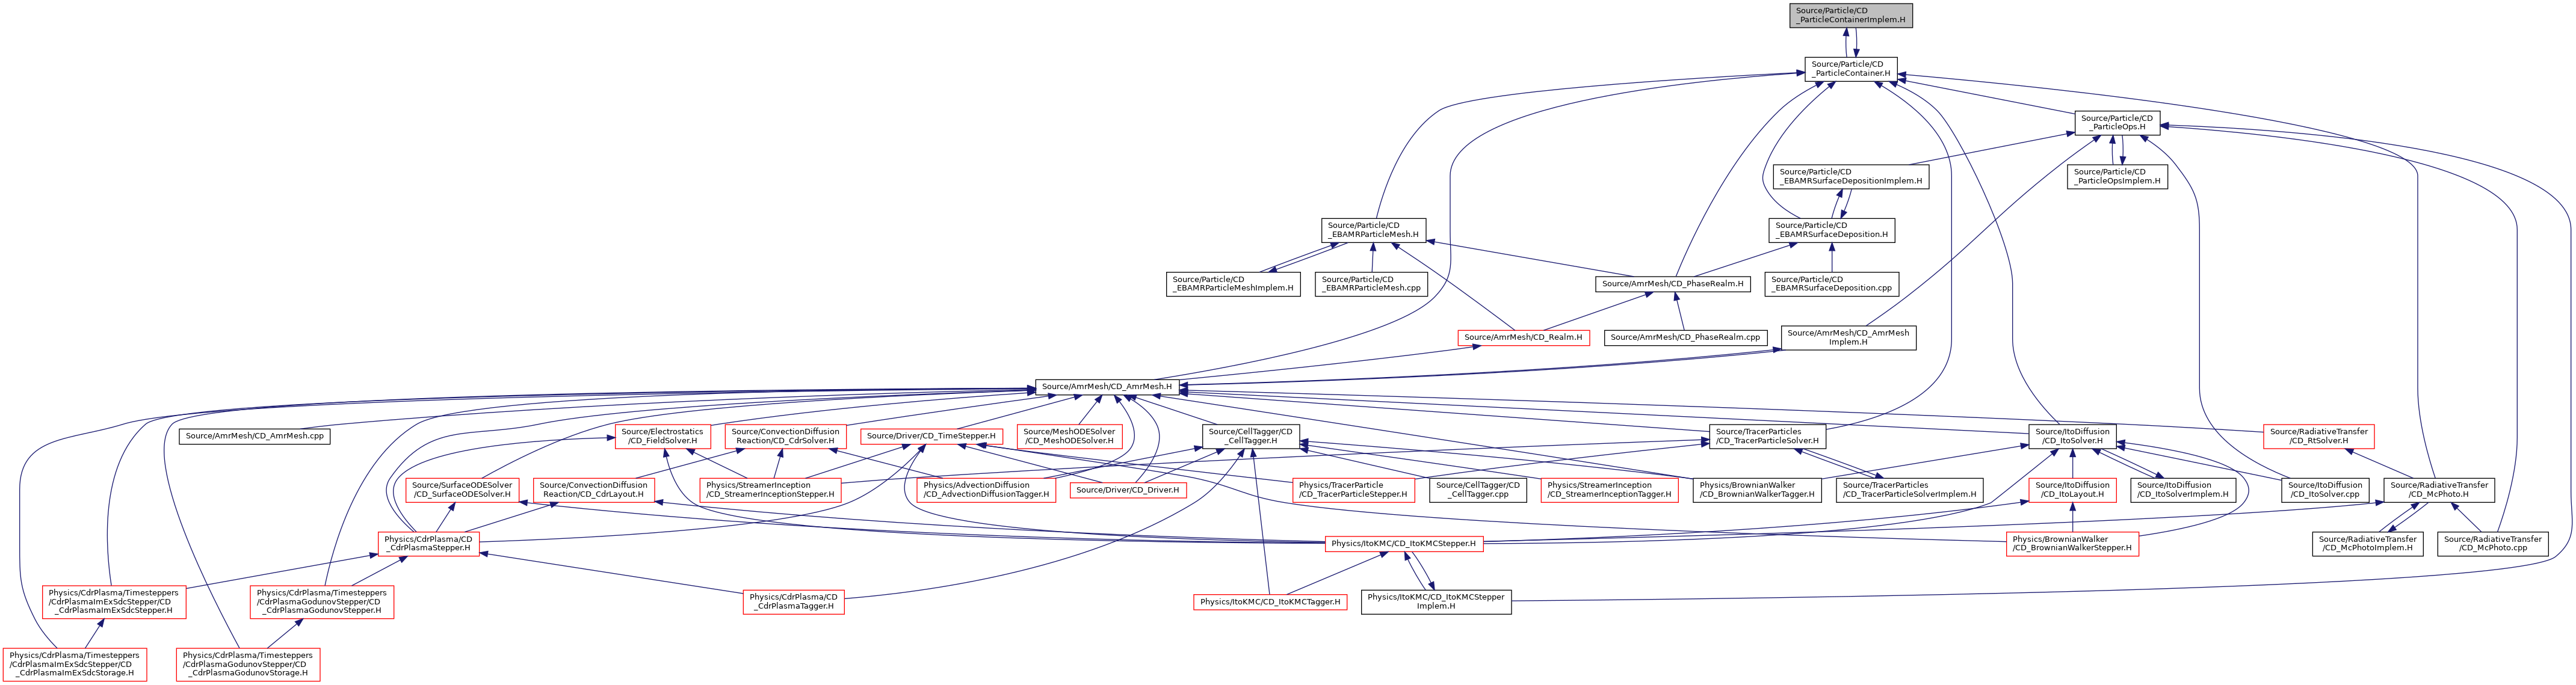 Source/Particle/CD
_ParticleContainerImplem.H
Source/Particle/CD
_ParticleContainer.H
Source/Particle/CD
_ParticleOps.H
Source/Particle/CD
_EBAMRSurfaceDepositionImplem.H
Source/Particle/CD
_ParticleOpsImplem.H
Source/Particle/CD
_EBAMRParticleMesh.H
Source/Particle/CD
_EBAMRSurfaceDeposition.H
Source/Particle/CD
_EBAMRParticleMeshImplem.H
Source/Particle/CD
_EBAMRParticleMesh.cpp
Source/AmrMesh/CD_PhaseRealm.H
Source/Particle/CD
_EBAMRSurfaceDeposition.cpp
Source/AmrMesh/CD_Realm.H
Source/AmrMesh/CD_PhaseRealm.cpp
Source/AmrMesh/CD_AmrMesh
Implem.H
Source/AmrMesh/CD_AmrMesh.H
Source/AmrMesh/CD_AmrMesh.cpp
Source/Electrostatics
/CD_FieldSolver.H
Source/ConvectionDiffusion
Reaction/CD_CdrSolver.H
Source/Driver/CD_TimeStepper.H
Source/MeshODESolver
/CD_MeshODESolver.H
Source/CellTagger/CD
_CellTagger.H
Source/TracerParticles
/CD_TracerParticleSolver.H
Source/ItoDiffusion
/CD_ItoSolver.H
Source/RadiativeTransfer
/CD_RtSolver.H
Source/SurfaceODESolver
/CD_SurfaceODESolver.H
Source/ConvectionDiffusion
Reaction/CD_CdrLayout.H
Physics/StreamerInception
/CD_StreamerInceptionStepper.H
Physics/AdvectionDiffusion
/CD_AdvectionDiffusionTagger.H
Source/Driver/CD_Driver.H
Physics/TracerParticle
/CD_TracerParticleStepper.H
Source/CellTagger/CD
_CellTagger.cpp
Physics/StreamerInception
/CD_StreamerInceptionTagger.H
Physics/BrownianWalker
/CD_BrownianWalkerTagger.H
Source/TracerParticles
/CD_TracerParticleSolverImplem.H
Source/ItoDiffusion
/CD_ItoLayout.H
Source/ItoDiffusion
/CD_ItoSolverImplem.H
Source/ItoDiffusion
/CD_ItoSolver.cpp
Source/RadiativeTransfer
/CD_McPhoto.H
Physics/CdrPlasma/CD
_CdrPlasmaStepper.H
Physics/ItoKMC/CD_ItoKMCStepper.H
Physics/BrownianWalker
/CD_BrownianWalkerStepper.H
Source/RadiativeTransfer
/CD_McPhotoImplem.H
Source/RadiativeTransfer
/CD_McPhoto.cpp
Physics/CdrPlasma/Timesteppers
/CdrPlasmaImExSdcStepper/CD
_CdrPlasmaImExSdcStepper.H
Physics/CdrPlasma/Timesteppers
/CdrPlasmaGodunovStepper/CD
_CdrPlasmaGodunovStepper.H
Physics/CdrPlasma/CD
_CdrPlasmaTagger.H
Physics/ItoKMC/CD_ItoKMCTagger.H
Physics/ItoKMC/CD_ItoKMCStepper
Implem.H
Physics/CdrPlasma/Timesteppers
/CdrPlasmaImExSdcStepper/CD
_CdrPlasmaImExSdcStorage.H
Physics/CdrPlasma/Timesteppers
/CdrPlasmaGodunovStepper/CD
_CdrPlasmaGodunovStorage.H